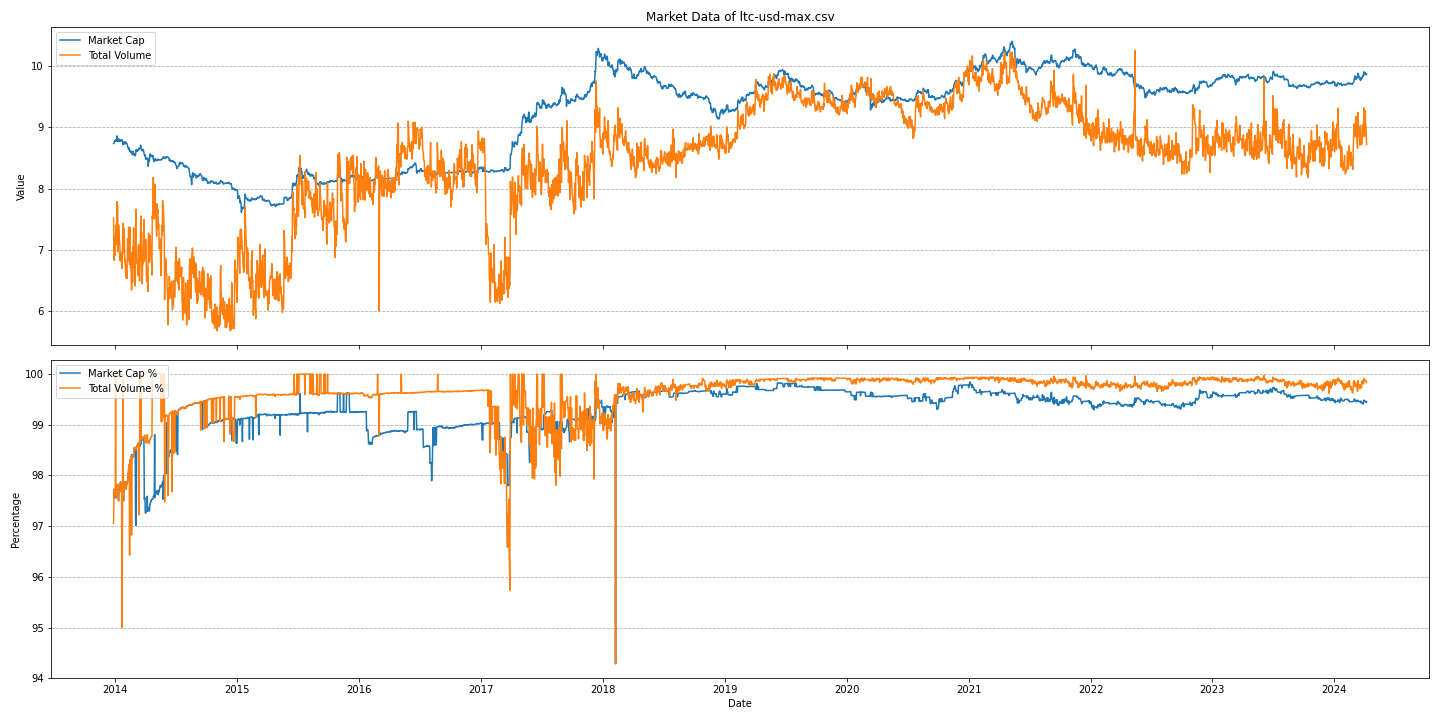 Market Data of ltc-usd-max.csv
Market Cap
Total Volume
10
9
8
7
6
Value
Market Cap %
Total Volume %
100
99
98
97
96
95
94
Percentage
2014 2015 2016 2017 2018 2019 2020 2021 2022 2023 2024
Date